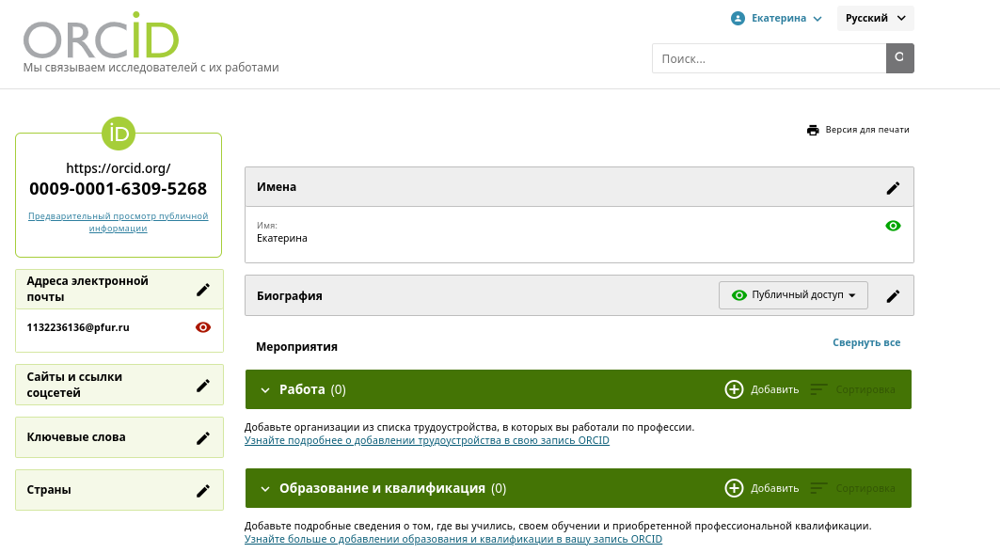 ORCiD
Мы связываем исследователей с их работами
Екатерина
Русский
Поиск...
Версия для печати
iD
https://orcid.org/
0009-0001-6309-5268
Предварительный просмотр публичной
информации
Адреса электронной
почты
1132236136@pfur.ru
Сайты и ссылки
соцсетей
Ключевые слова
Страны
Имена
Имя:
Екатерина
Биография
Публичный доступ
Мероприятия
Свернуть все
Работа (0)
Добавить
Сортировка
Добавьте организации из списка трудоустройства, в которых вы работали по профессии.
Узнайте подробнее о добавлении трудоустройства в свою запись ORCID
Образование и квалификация (0)
Добавить
Сортировка
Добавьте подробные сведения о том, где вы учились, своем обучении и приобретенной профессиональной квалификации.
Узнайте больше о добавлении образования и квалификации в вашу запись ORCID